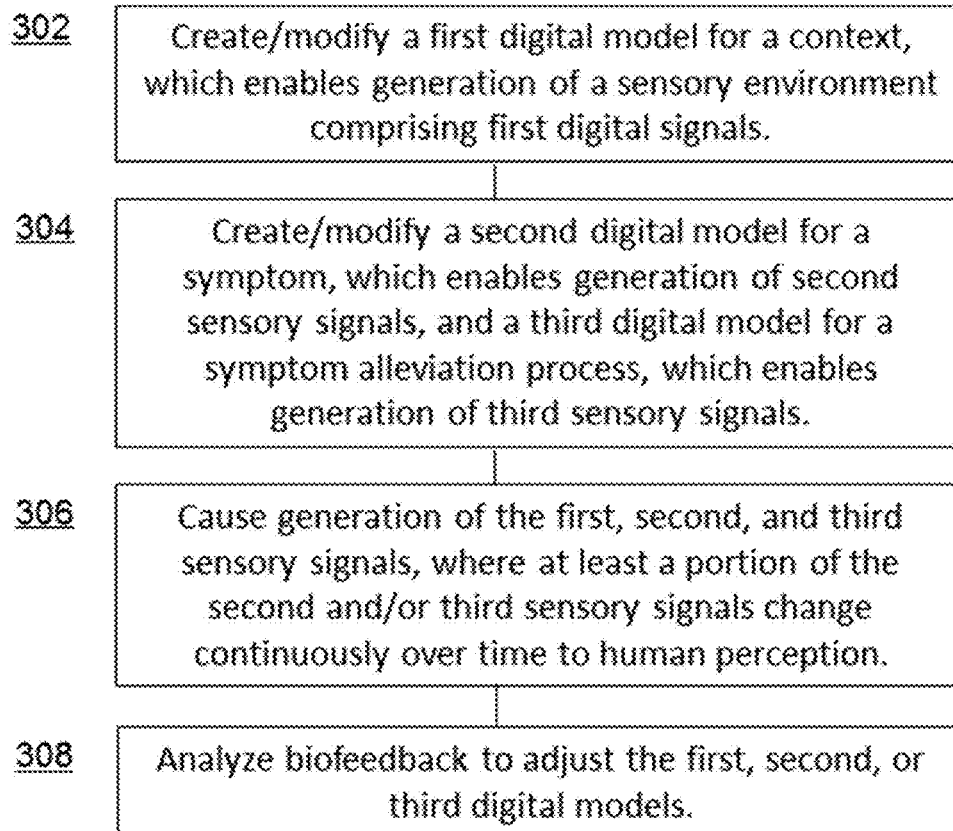 302
Create/modify a first digital model for a context,
which enables generation of a sensory environment
comprising first digital signals.
304
Create/modify a second digital model for a
symptom, which enables generation of second
sensory signals, and a third digital model for a
symptom alleviation process, which enables
generation of third sensory signals.
306
Cause generation of the first, second, and third
sensory signals, where at least a portion of the
second and/or third sensory signals change
continuously over time to human perception.
308
Analyze biofeedback to adjust the first, second, or
third digital models.